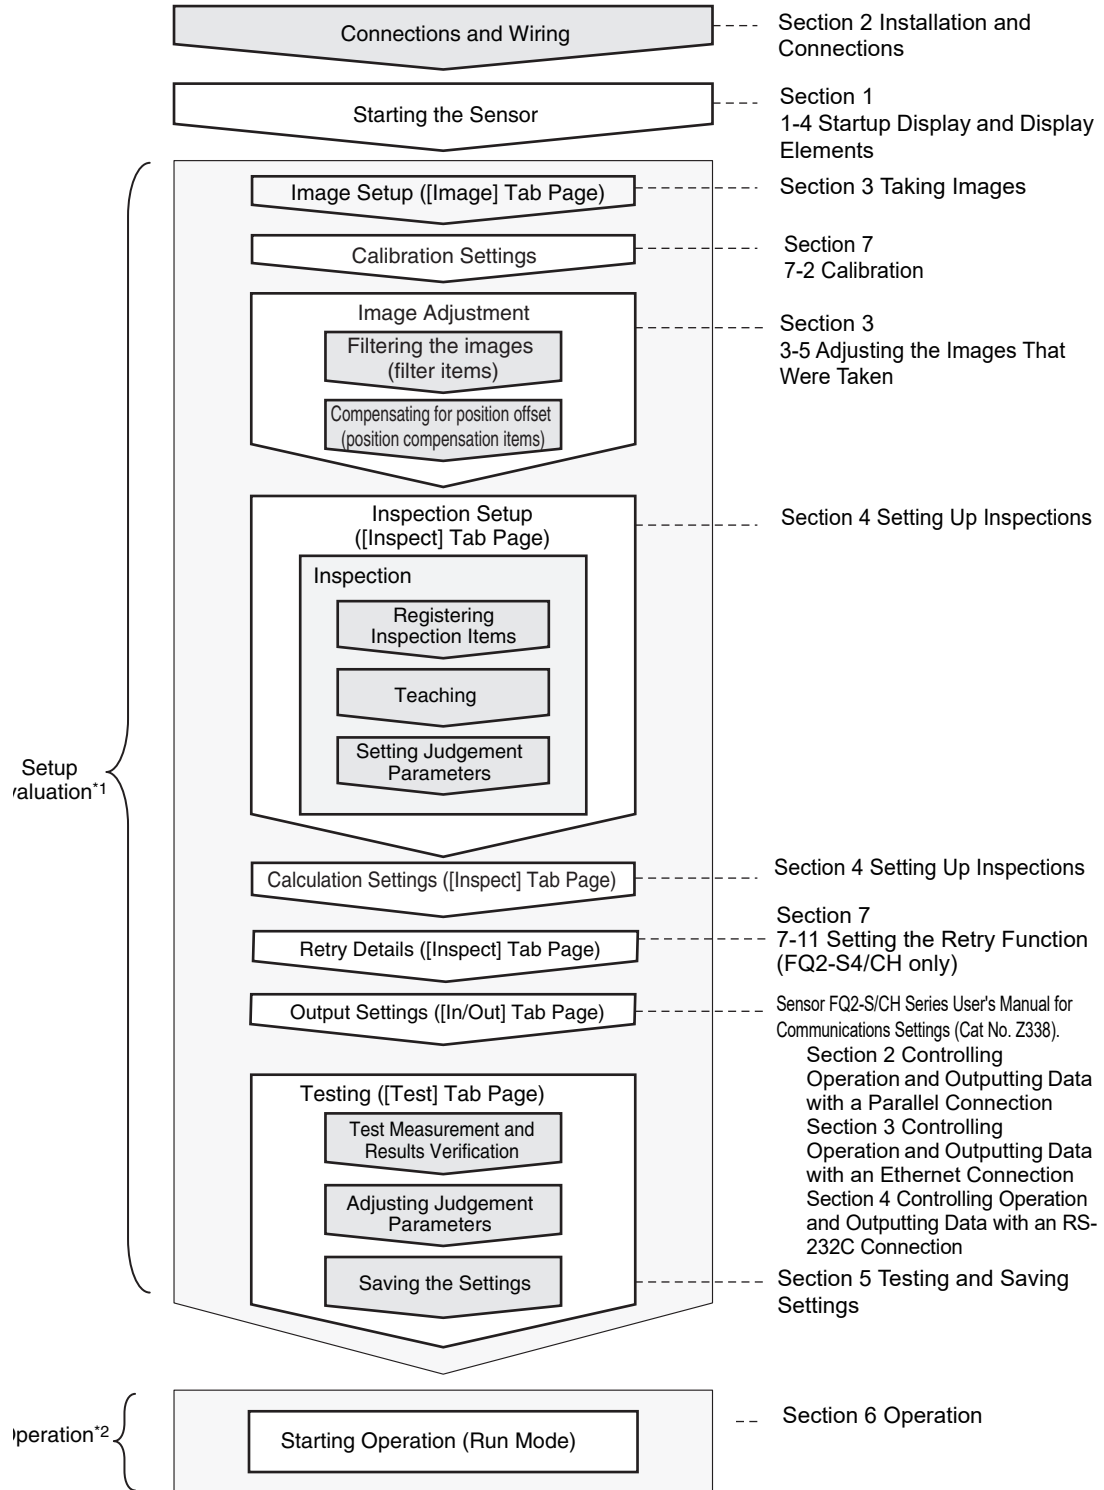 Connections and Wiring
Section 2 Installation and
Connections
Starting the Sensor
Section 1
1-4 Startup Display and Display
Elements
Image Setup ([Image] Tab Page)
Section 3 Taking Images
Calibration Settings
Section 7
7-2 Calibration
Image Adjustment
Filtering the images
(filter items)
Compensating for position offset
(position compensation items)
Section 3
3-5 Adjusting the Images That
Were Taken
Inspection Setup
([Inspect] Tab Page)
Section 4 Setting Up Inspections
Inspection
Registering
Inspection Items
Teaching
Setting Judgement
Parameters
Setup
valuation*1
Calculation Settings ([Inspect] Tab Page)
Section 4 Setting Up Inspections
Retry Details ([Inspect] Tab Page)
Section 7
7-11 Setting the Retry Function
(FQ2-S4/CH only)
Output Settings ([In/Out] Tab Page)
Sensor FQ2-S/CH Series User's Manual for
Communications Settings (Cat No. Z338).
Section 2 Controlling
Operation and Outputting Data
with a Parallel Connection
Section 3 Controlling
Operation and Outputting Data
with an Ethernet Connection
Section 4 Controlling Operation
and Outputting Data with an RS-
232C Connection
Testing ([Test] Tab Page)
Test Measurement and
Results Verification
Adjusting Judgement
Parameters
Saving the Settings
Section 5 Testing and Saving
Settings
peration*2
Starting Operation (Run Mode)
Section 6 Operation